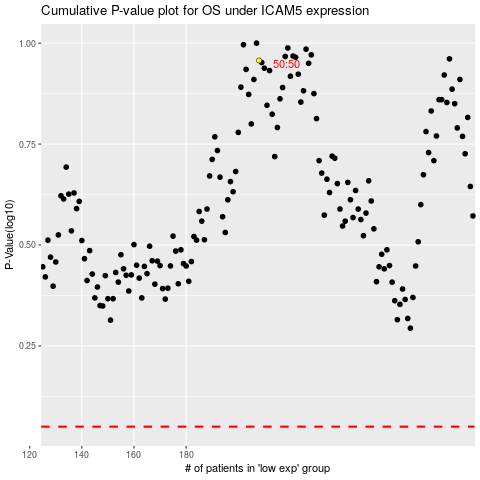 Cumulative P-value plot for OS under ICAM5 expression
1.00
50:50
0.75
P-Value(log10)
0.50
0.25
120 140 160 180
# of patients in 'low exp' group